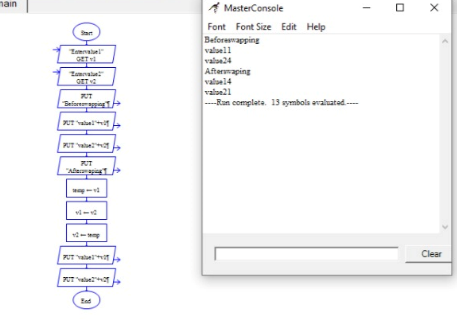 main
MasterConsole
Font Font Size Edit Help
Beforeswapping
value11
value24
Afterswaping
value14
value21
----Run complete. 13 symbols evaluated.----
Clear
Start
"Entervalue1"
GET v1
"Entervalue2"
GET v2
PUT
"Beforeswapping"¶
PUT "value1"+v1¶
PUT "value2"+v2¶
PUT
"Afterswaping"¶
temp ← v1
v1 ← v2
v2 ← temp
PUT "value1"+v1¶
PUT "value2"+v2¶
End